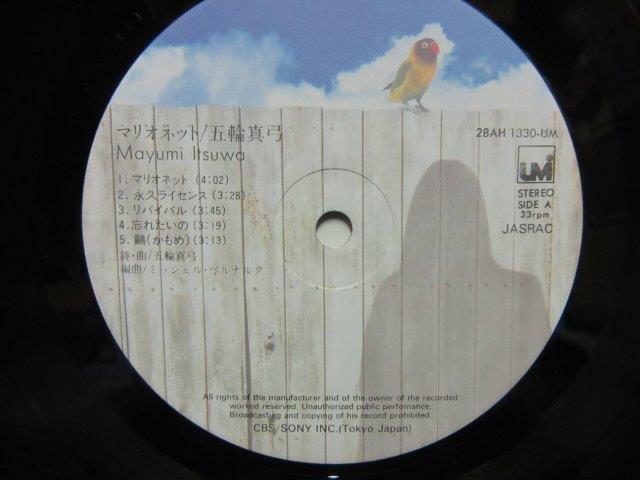 マリオネット/五輪真弓
Mayumi Itsuwa
28AH 1330-UM
UMI
1. マリオネット (4:02)
2. 永久ライセンス (3:28)
3. リバイバル (3:45)
4. 忘れたいの (3:19)
5. 鷗(かもめ) (3:13)
詩・曲/五輪真弓
編曲/ミッシェル・ベルナルク
STEREO
SIDE A
33rpm
JASRAC
All rights of the manufacturer and of the owner of the recorded
worked reserved. Unauthorized public performance,
Broadcasting and copying of his record prohibited.
CBS/SONY INC.(Tokyo Japan)